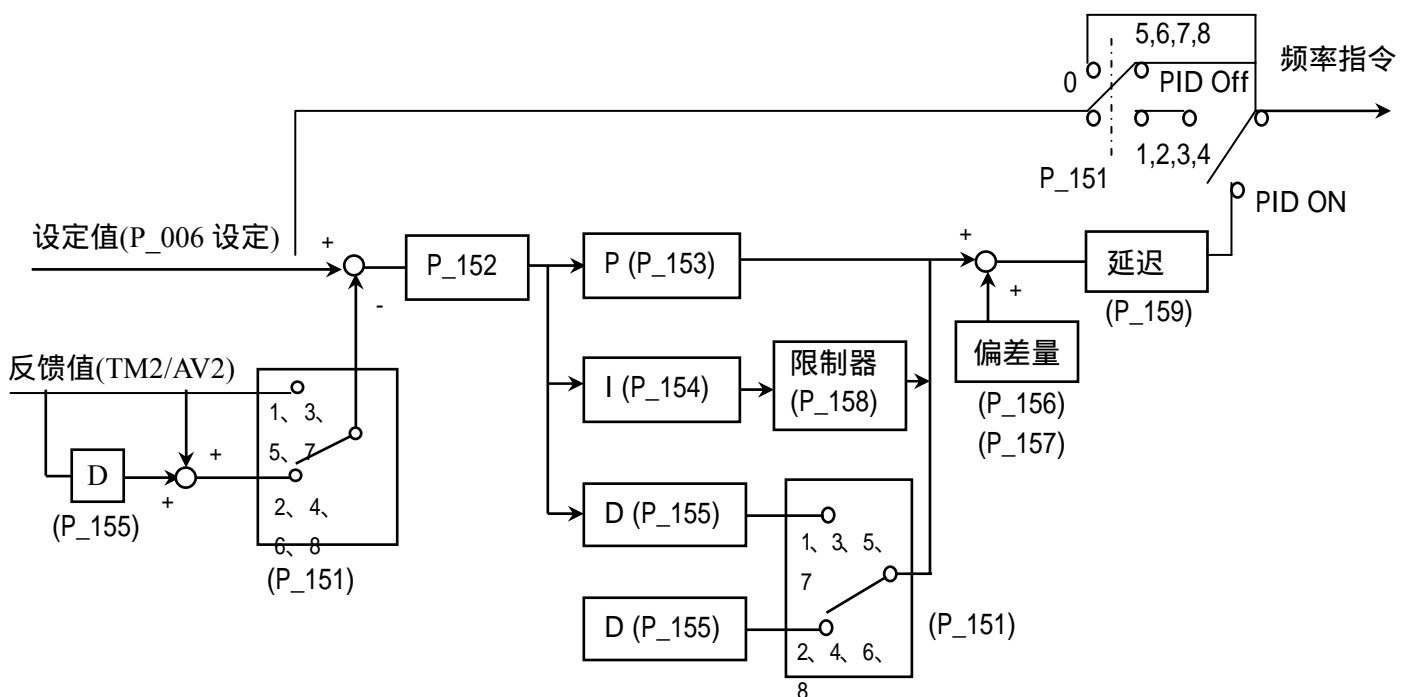 5,6,7,8
频率指令
0
PID Off
1,2,3,4
P_151
PID ON
设定值(P_006 设定)
+
-
P_152
P (P_153)
+
+
延迟
(P_159)
偏差量
(P_156)
(P_157)
反馈值(TM2/AV2)
1、3、
5、7
2、4、
6、8
(P_151)
D
(P_155)
+
+
I (P_154)
限制器
(P_158)
D (P_155)
1、3、5、
7
D (P_155)
2、4、6、
8
(P_151)